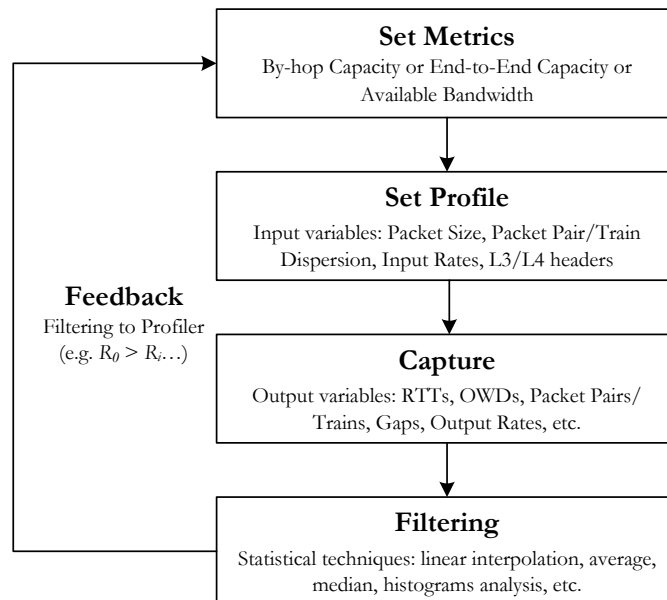 Set Metrics
By-hop Capacity or End-to-End Capacity or
Available Bandwidth
Set Profile
Input variables: Packet Size, Packet Pair/Train
Dispersion, Input Rates, L3/L4 headers
Feedback
Filtering to Profiler
(e.g. R0 > Ri…)
Capture
Output variables: RTTs, OWDs, Packet Pairs/
Trains, Gaps, Output Rates, etc.
Filtering
Statistical techniques: linear interpolation, average,
median, histograms analysis, etc.